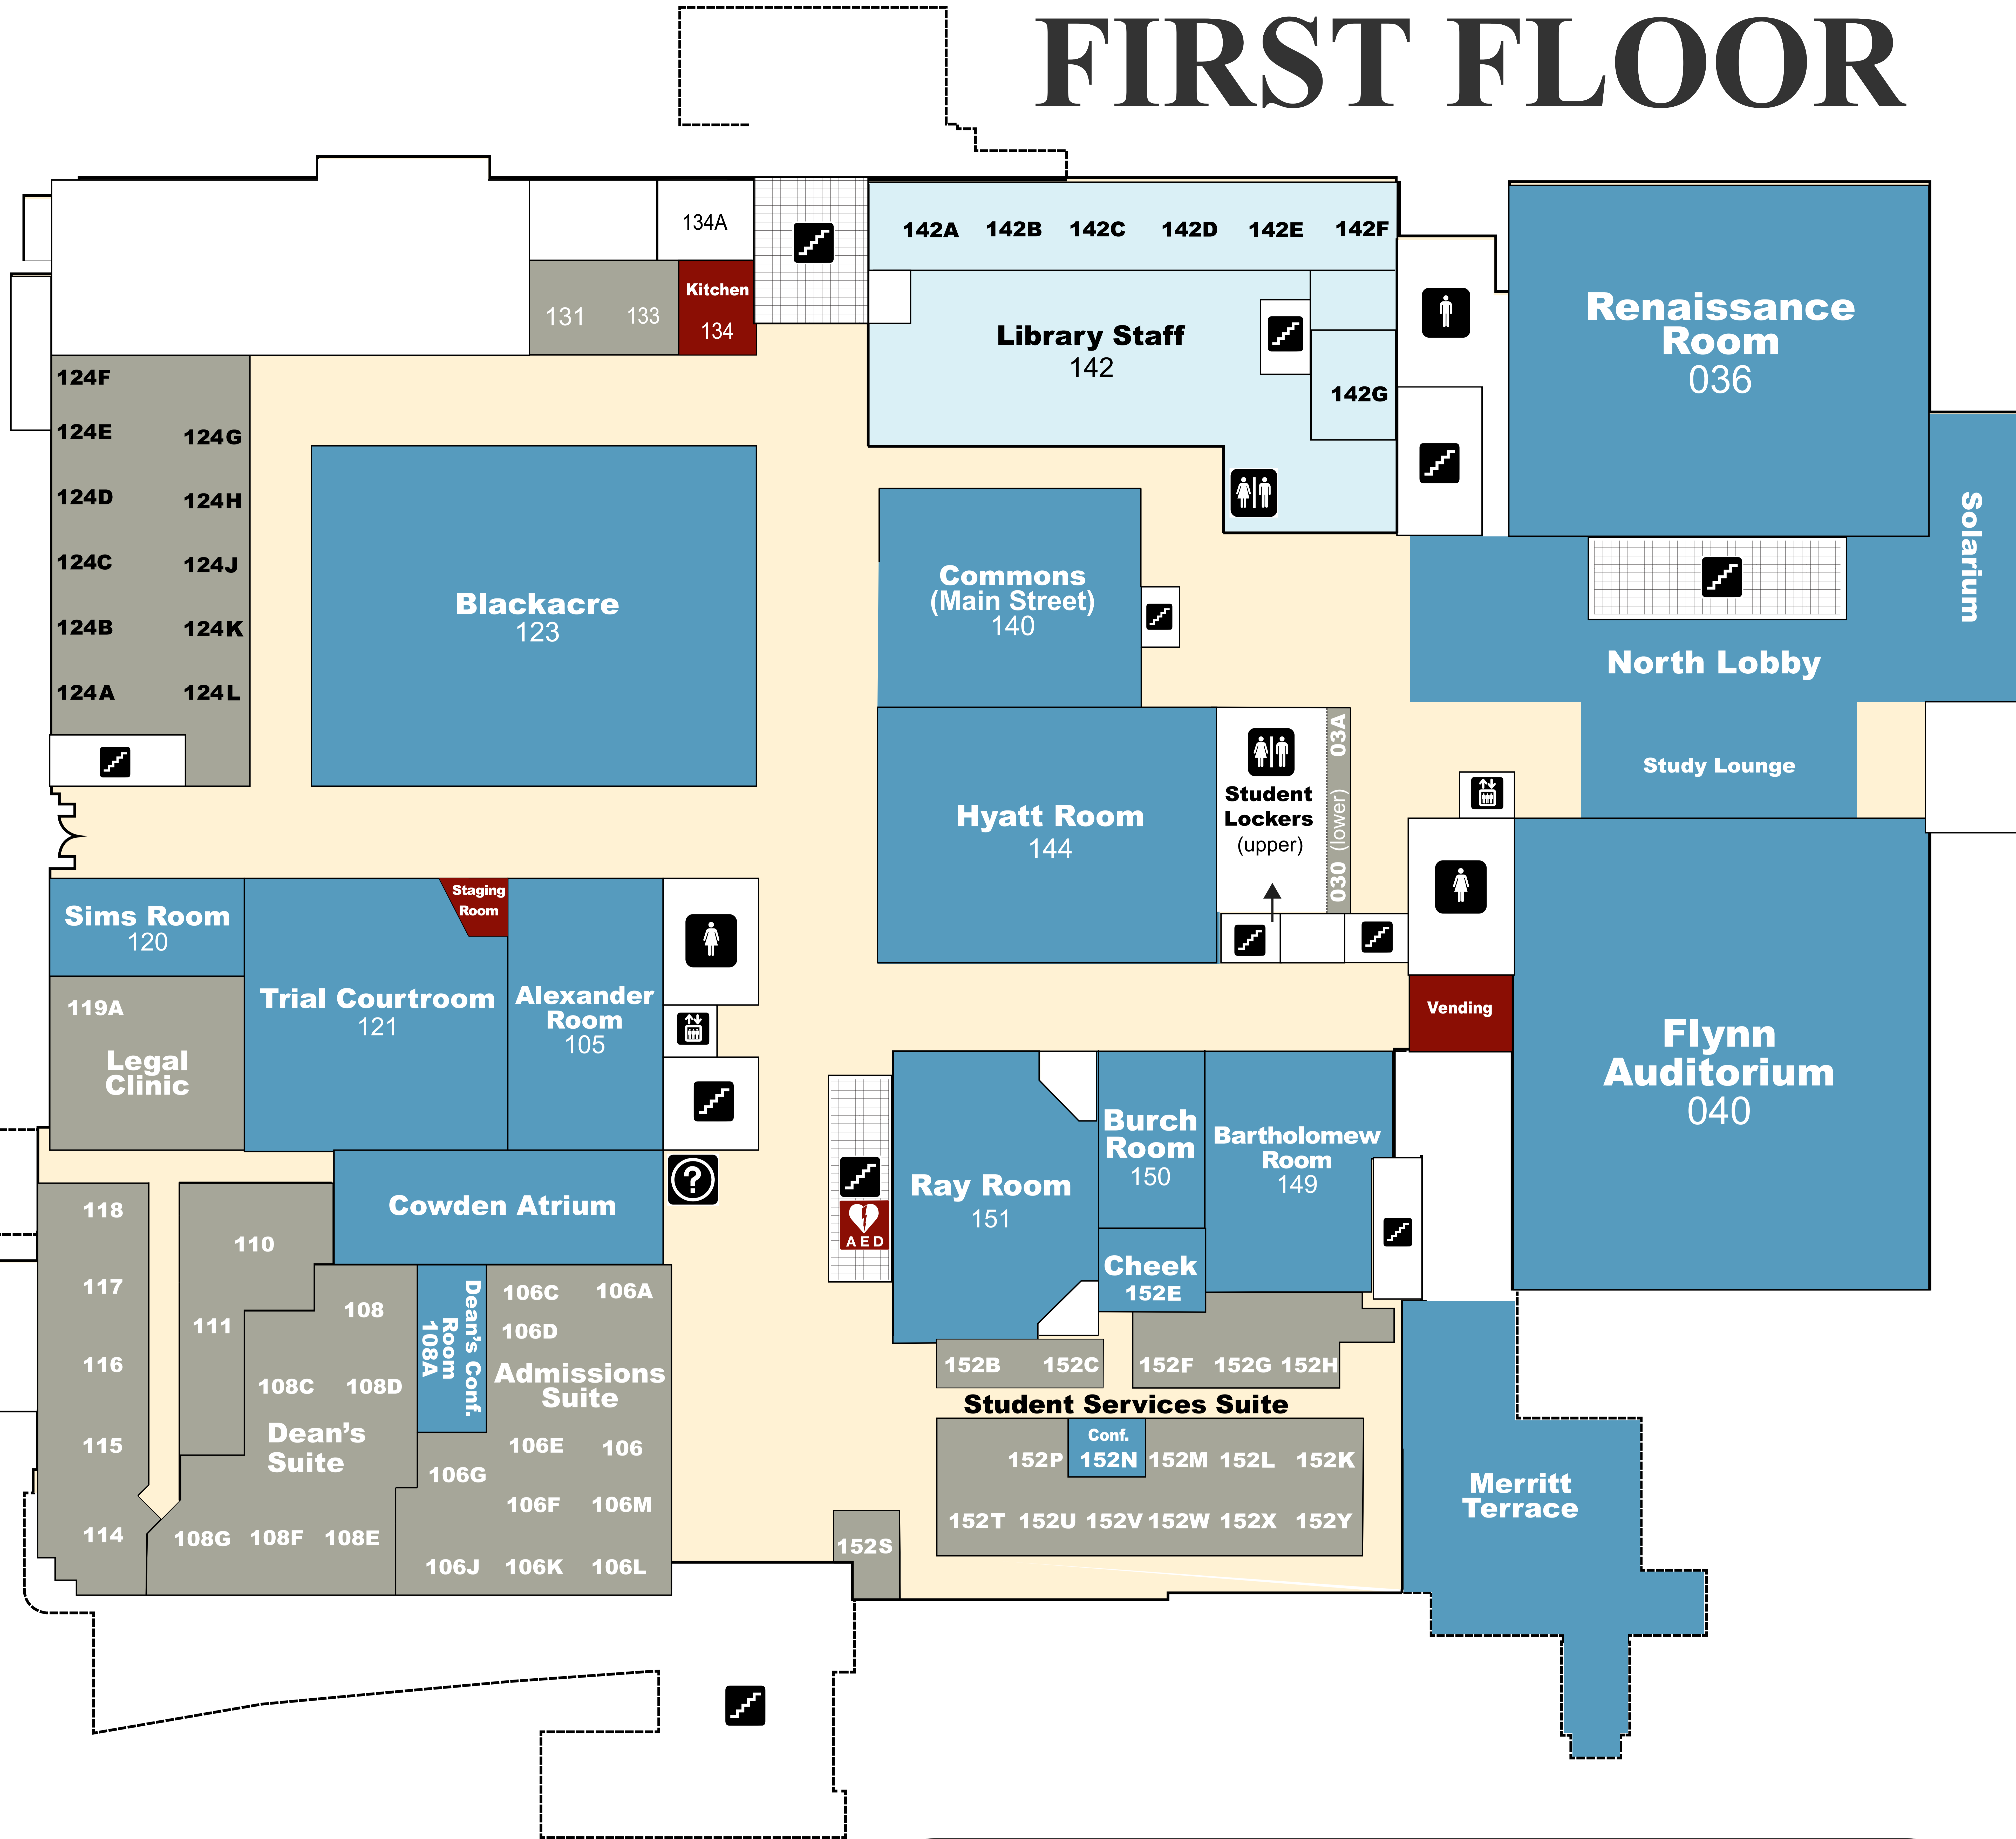 FIRST FLOOR
134A
142A 142B 142C 142D 142E 142F
Kitchen
134
131 133
Library Staff
142
142G
Renaissance
Room
036
124F
124E 124G
124D 124H
124C 124J
124B 124K
124A 124L
Blackacre
123
Commons
(Main Street)
140
Solarium
North Lobby
Study Lounge
Hyatt Room
144
Student
Lockers
(upper)
030 (lower) 03A
Sims Room
120
Staging
Room
Trial Courtroom
121
Alexander
Room
105
119A
Legal
Clinic
Vending
Flynn
Auditorium
040
Ray Room
151
Burch
Room
150
Bartholomew
Room
149
Cheek
152E
?
AED
Cowden Atrium
118
117
116
115
114
110
111
108
108C 108D
Dean's
Suite
108G 108F 108E
Dean's Conf.
Room
108A
106C 106A
106D
Admissions
Suite
106E 106
106G
106F 106M
106J 106K 106L
152B 152C 152F 152G 152H
Student Services Suite
Conf.
152P 152N 152M 152L 152K
152T 152U 152V 152W 152X 152Y
152S
Merritt
Terrace